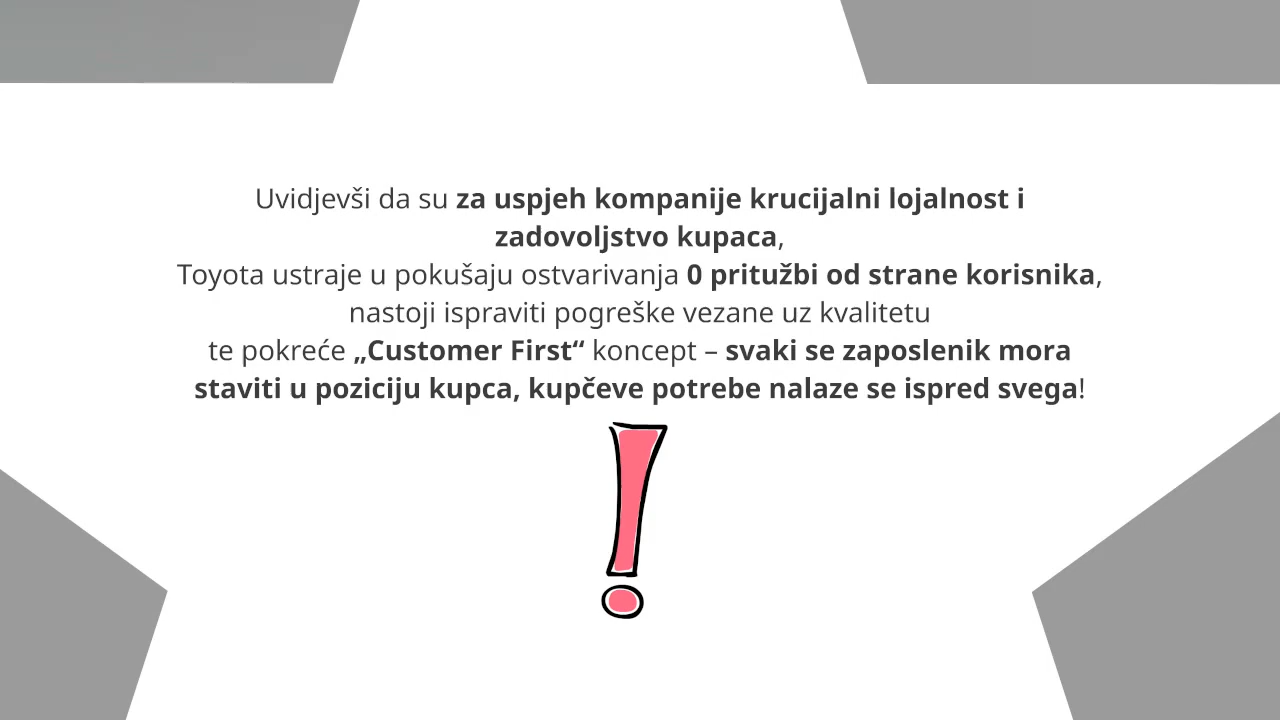 Uvidjevši da su za uspjeh kompanije krucijalni lojalnost i
zadovoljstvo kupaca,
Toyota ustraje u pokušaju ostvarivanja 0 pritužbi od strane korisnika,
nastoji ispraviti pogreške vezane uz kvalitetu
te pokreće „Customer First“ koncept – svaki se zaposlenik mora
staviti u poziciju kupca, kupčeve potrebe nalaze se ispred svega!
!